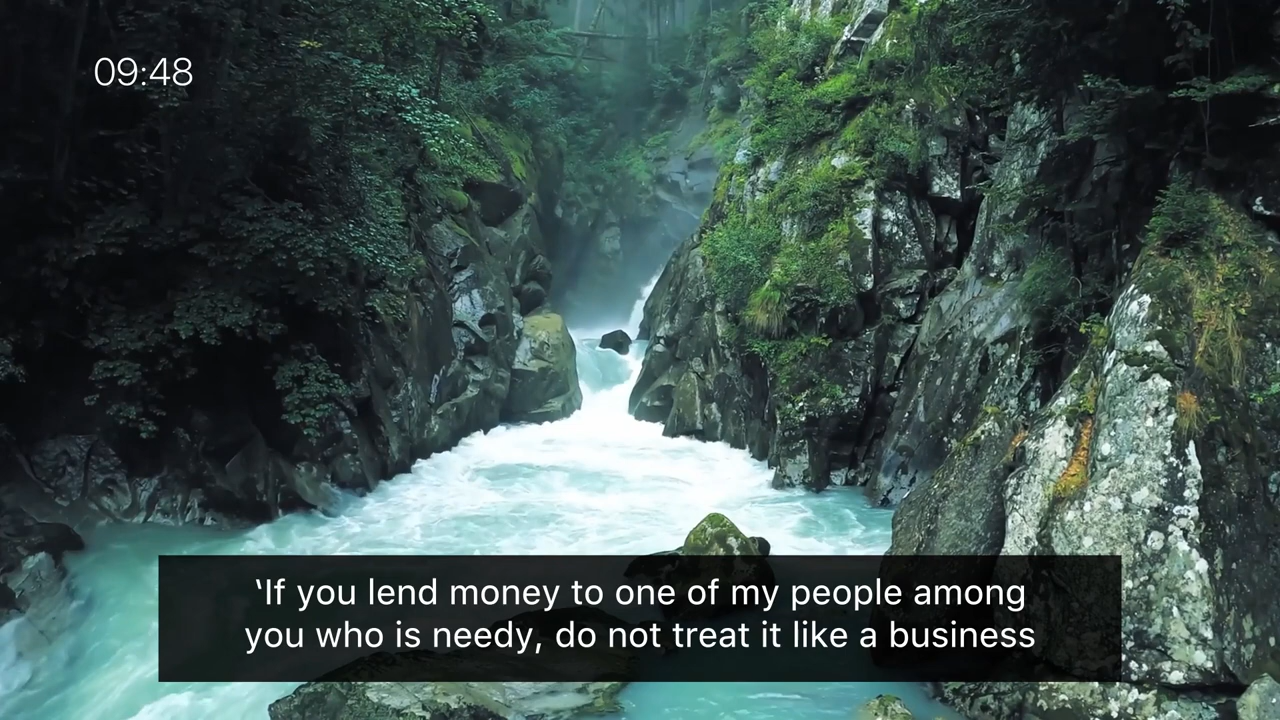 09:48
‘If you lend money to one of my people among
you who is needy, do not treat it like a business